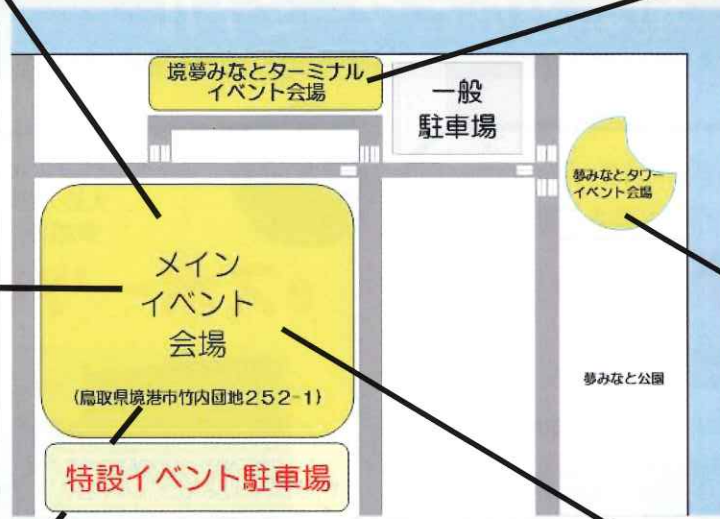 境夢みなとターミナル
イベント会場
一般
駐車場
夢みなとタワー
イベント会場
メイン
イベント
会場
(鳥取県境港市竹内団地252-1)
夢みなと公園
特設イベント駐車場